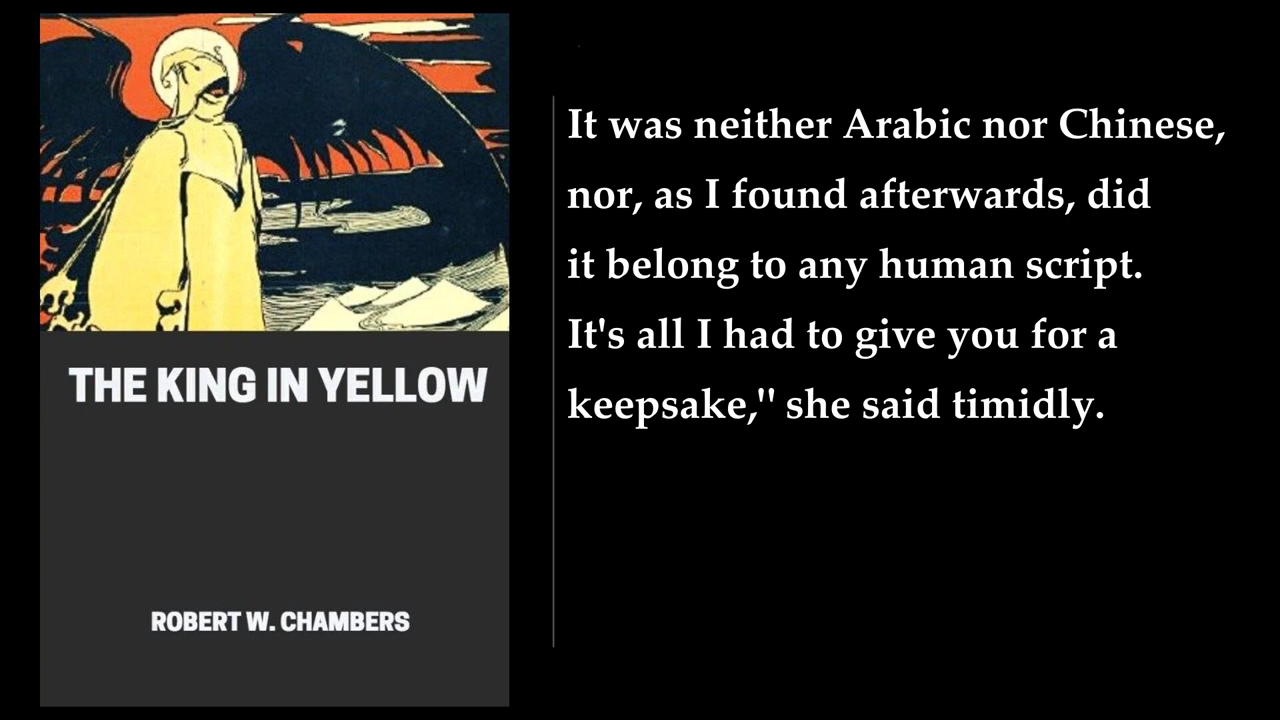 THE KING IN YELLOW
ROBERT W. CHAMBERS
It was neither Arabic nor Chinese,
nor, as I found afterwards, did
it belong to any human script.
It's all I had to give you for a
keepsake," she said timidly.